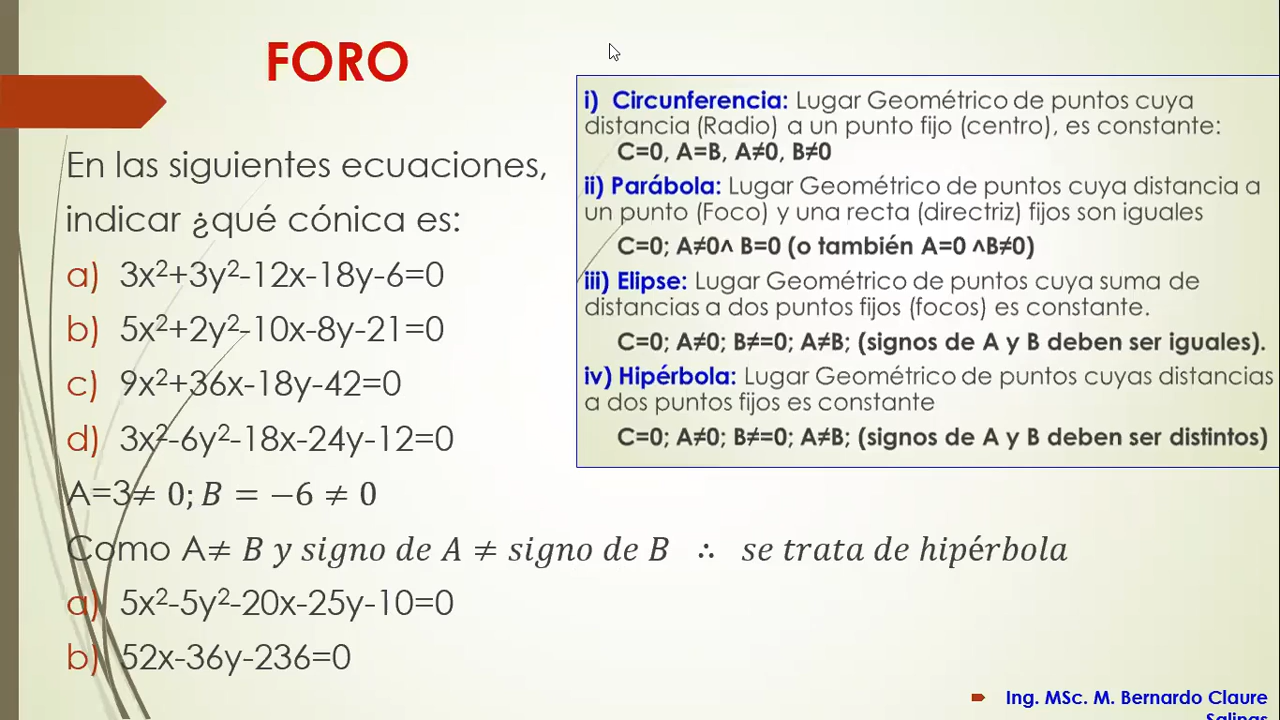 FORO
En las siguientes ecuaciones,
indicar ¿qué cónica es:
a) 3x²+3y²-12x-18y-6=0
b) 5x²+2y²-10x-8y-21=0
c) 9x²+36x-18y-42=0
d) 3x²-6y²-18x-24y-12=0
A=3≠ 0; B = −6 ≠ 0
Como A≠ B y signo de A ≠ signo de B ∴ se trata de hipérbola
a) 5x²-5y²-20x-25y-10=0
b) 52x-36y-236=0
i) Circunferencia: Lugar Geométrico de puntos cuya
distancia (Radio) a un punto fijo (centro), es constante:
C=0, A=B, A≠0, B≠0
ii) Parábola: Lugar Geométrico de puntos cuya distancia a
un punto (Foco) y una recta (directriz) fijos son iguales
C=0; A≠0∧ B=0 (o también A=0 ∧B≠0)
iii) Elipse: Lugar Geométrico de puntos cuya suma de
distancias a dos puntos fijos (focos) es constante.
C=0; A≠0; B≠=0; A≠B; (signos de A y B deben ser iguales).
iv) Hipérbola: Lugar Geométrico de puntos cuyas distancias
a dos puntos fijos es constante
C=0; A≠0; B≠=0; A≠B; (signos de A y B deben ser distintos)
Ing. MSc. M. Bernardo Claure
Salinas